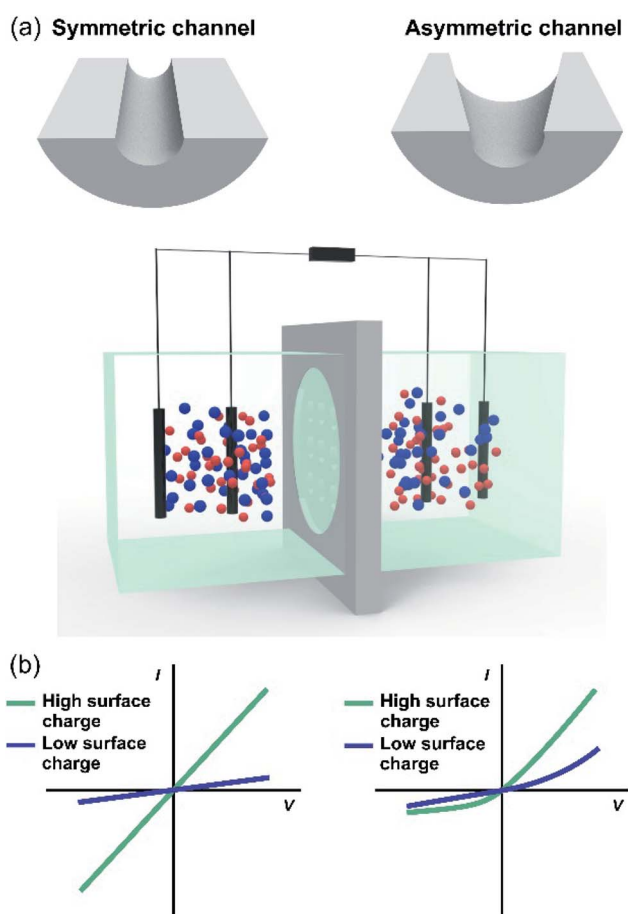 (a) Symmetric channel Asymmetric channel
(b)
I
High surface
charge
Low surface
charge
V
I
High surface
charge
Low surface
charge
V